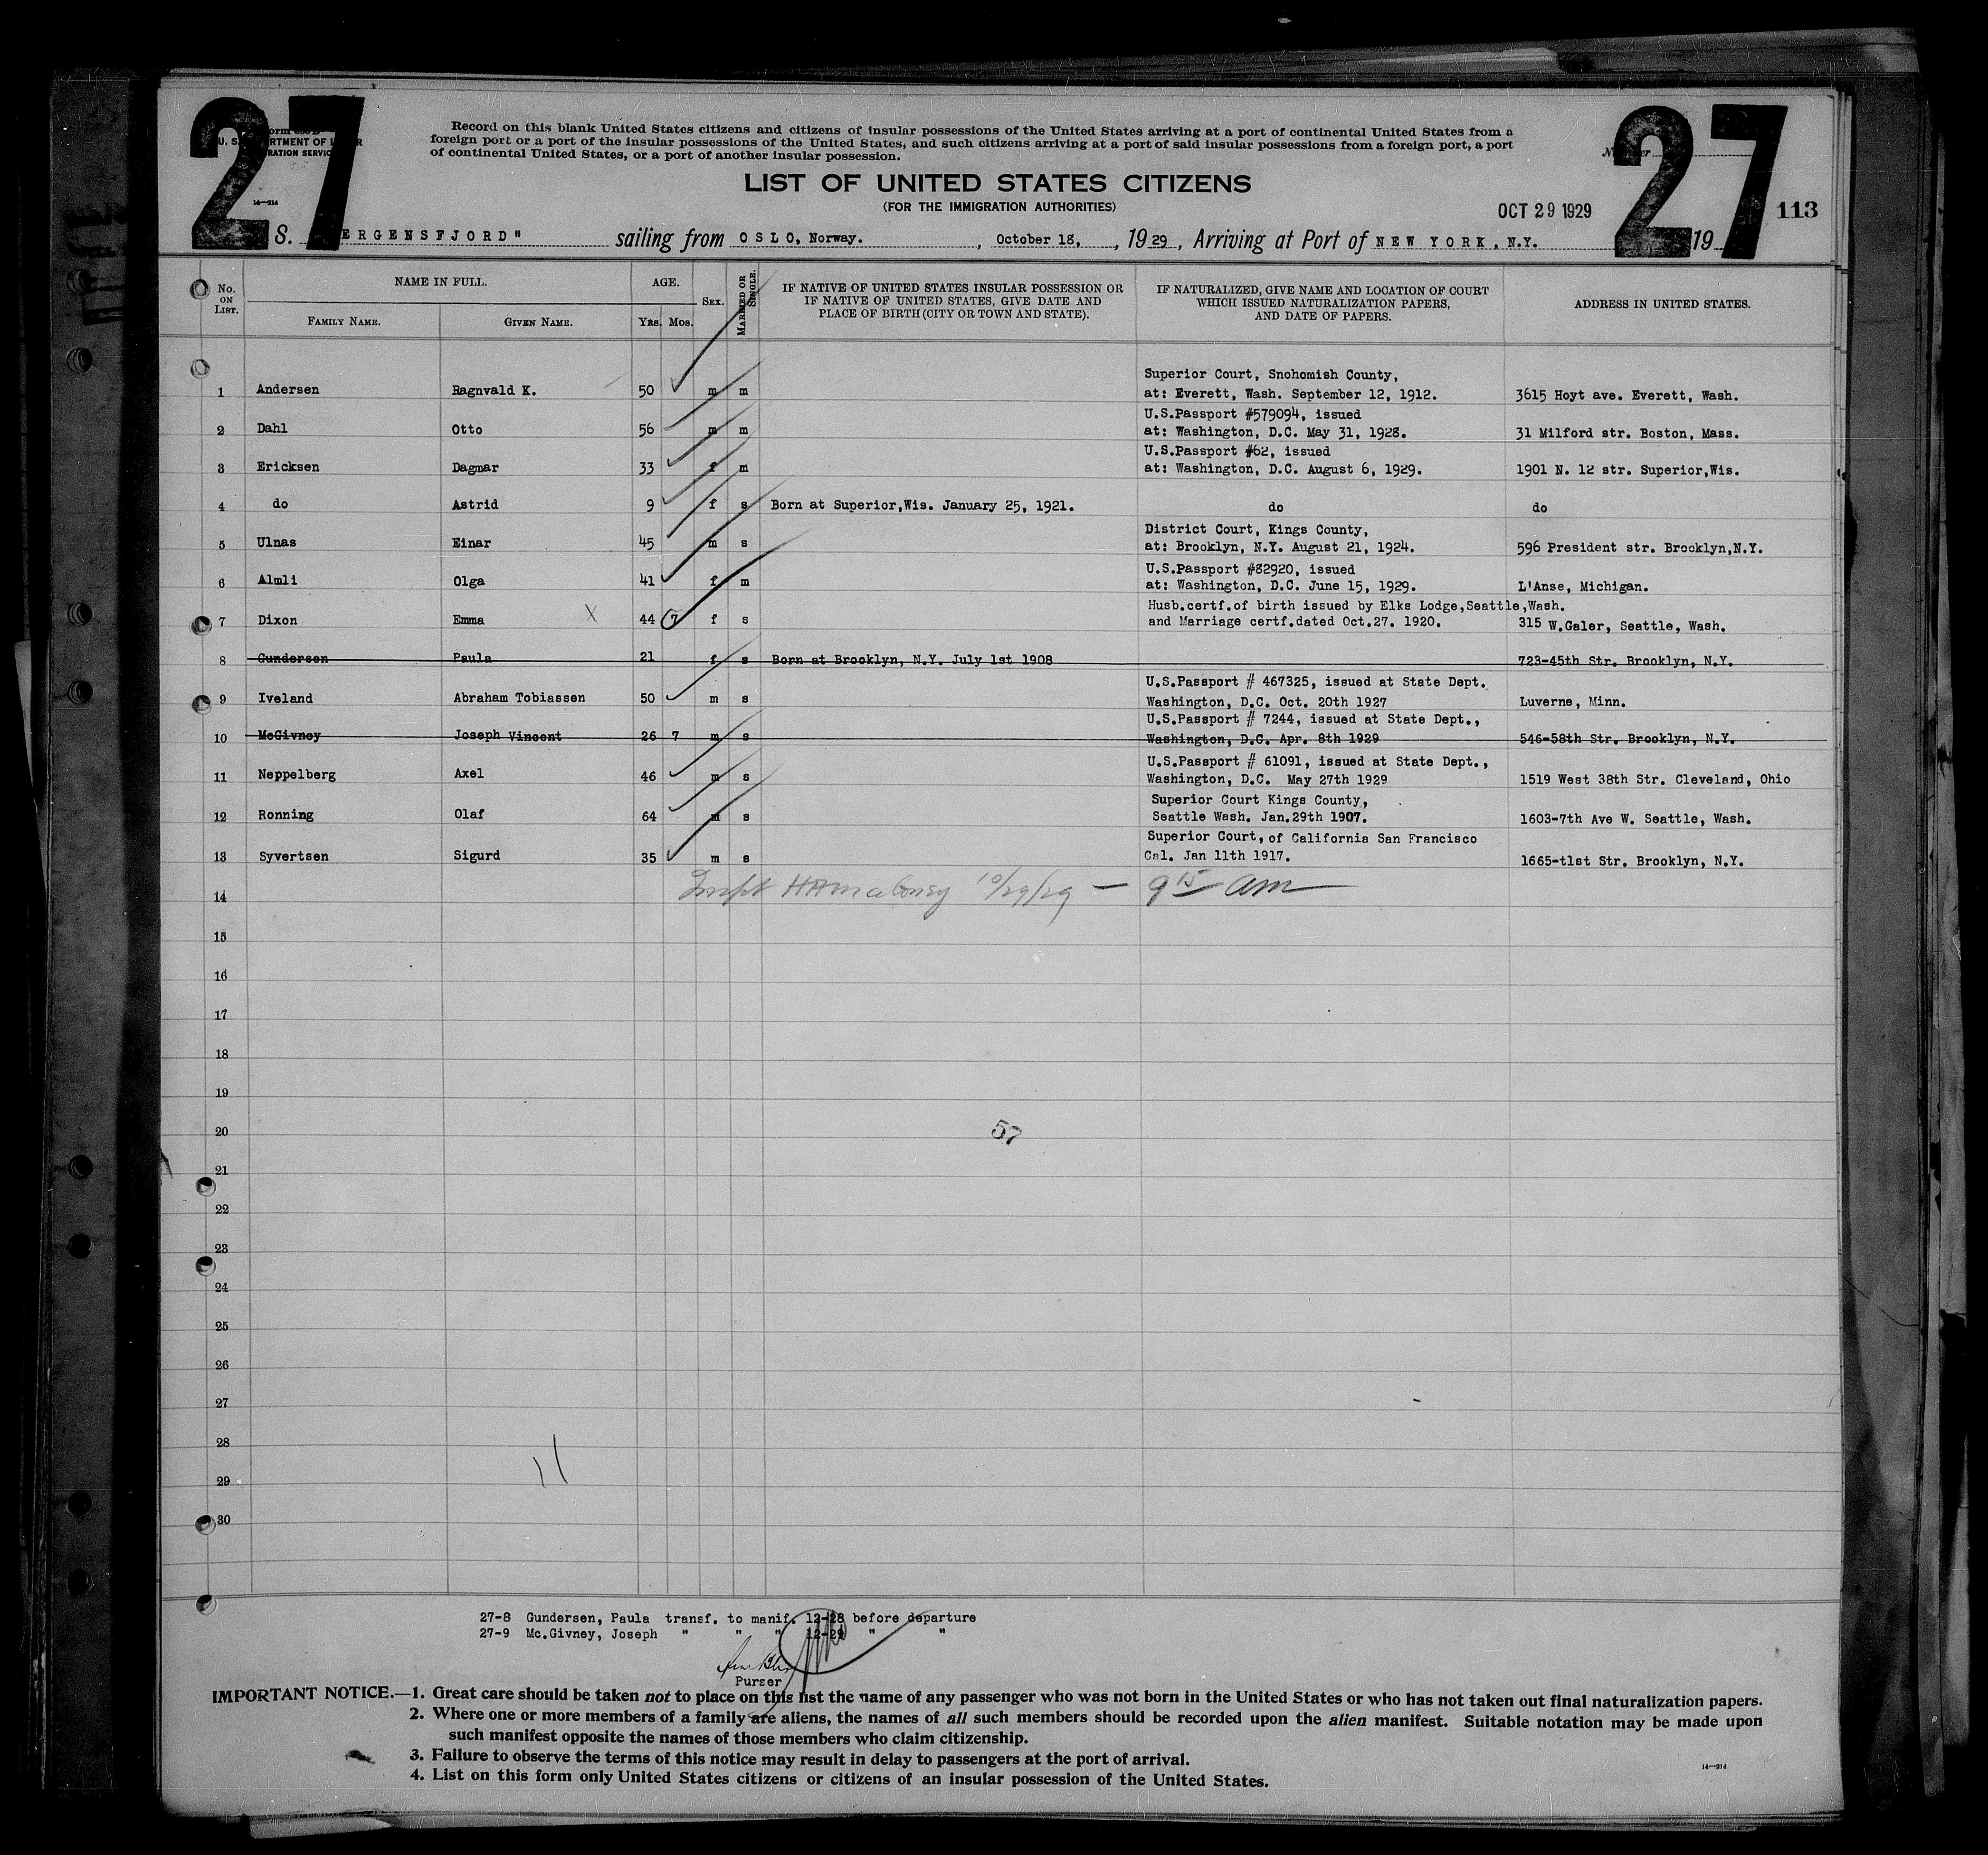 27
27
U. S. DEPARTMENT OF LABOR
IMMIGRATION SERVICE
14—214
Record on this blank United States citizens and citizens of insular possessions of the United States arriving at a port of continental United States from a
foreign port or a port of the insular possessions of the United States, and such citizens arriving at a port of said insular possessions from a foreign port, a port
of continental United States, or a port of another insular possession.
LIST OF UNITED STATES CITIZENS
(FOR THE IMMIGRATION AUTHORITIES)
OCT 29 1929
113
S. ERGENSFJORD" sailing from OSLO, Norway. , October 18, , 1929 , Arriving at Port of NEW YORK, N.Y. 19
No. ON LIST. NAME IN FULL. AGE. SEX. MARRIED OR SINGLE. IF NATIVE OF UNITED STATES INSULAR POSSESSION OR IF NATIVE OF UNITED STATES, GIVE DATE AND PLACE OF BIRTH (CITY OR TOWN AND STATE). IF NATURALIZED, GIVE NAME AND LOCATION OF COURT WHICH ISSUED NATURALIZATION PAPERS, AND DATE OF PAPERS. ADDRESS IN UNITED STATES.
FAMILY NAME. GIVEN NAME. Yrs. Mos.
Superior Court, Snohomish County,
1 Andersen Ragnvald K. 50 m m at: Everett, Wash. September 12, 1912. 3615 Hoyt ave. Everett, Wash.
U.S.Passport #579094, issued
2 Dahl Otto 56 m m at: Washington, D.C. May 31, 1928. 31 Milford str. Boston, Mass.
U.S.Passport #62, issued
3 Ericksen Dagnar 33 f m at: Washington, D.C. August 6, 1929. 1901 N. 12 str. Superior,Wis.
4 do Astrid 9 f s Born at Superior,Wis. January 25, 1921. do do
District Court, Kings County,
5 Ulnas Einar 45 m s at: Brooklyn, N.Y. August 21, 1924. 596 President str. Brooklyn,N.Y.
U.S.Passport #82920, issued
6 Almli Olga 41 f m at: Washington, D.C. June 15, 1929. L'Anse, Michigan.
Husb.certf.of birth issued by Elks Lodge,Seattle,Wash.
7 Dixon Emma X 44 7 f s and Marriage certf.dated Oct.27. 1920. 315 W.Galer, Seattle, Wash.
8 Gundersen Paula 21 f s Born at Brooklyn, N.Y. July 1st 1908 723-45th Str. Brooklyn, N.Y.
U.S.Passport # 467325, issued at State Dept.
9 Iveland Abraham Tobiassen 50 m s Washington, D.C. Oct. 20th 1927 Luverne, Minn.
U.S.Passport # 7244, issued at State Dept.,
10 McGivney Joseph Vincent 26 7 m s Washington, D.C. Apr. 8th 1929 546-58th Str. Brooklyn, N.Y.
U.S.Passport # 61091, issued at State Dept.,
11 Neppelberg Axel 46 m s Washington, D.C. May 27th 1929 1519 West 38th Str. Cleveland, Ohio
Superior Court Kings County,
12 Ronning Olaf 64 m s Seattle Wash. Jan.29th 1907. 1603-7th Ave W. Seattle, Wash.
Superior Court, of California San Francisco
13 Syvertsen Sigurd 35 m s Cal. Jan 11th 1917. 1665-t1st Str. Brooklyn, N.Y.
14 10/29/29 — 9 15 am
15
16
17
18
19
20
57
21
22
23
24
25
26
27
28
29
30
27-8 Gundersen, Paula transf. to manif. 12-28 before departure
27-9 Mc.Givney, Joseph " " " 12-29 " "
Purser
IMPORTANT NOTICE.—1. Great care should be taken not to place on this list the name of any passenger who was not born in the United States or who has not taken out final naturalization papers.
2. Where one or more members of a family are aliens, the names of all such members should be recorded upon the alien manifest. Suitable notation may be made upon
such manifest opposite the names of those members who claim citizenship.
3. Failure to observe the terms of this notice may result in delay to passengers at the port of arrival.
4. List on this form only United States citizens or citizens of an insular possession of the United States.
14—214